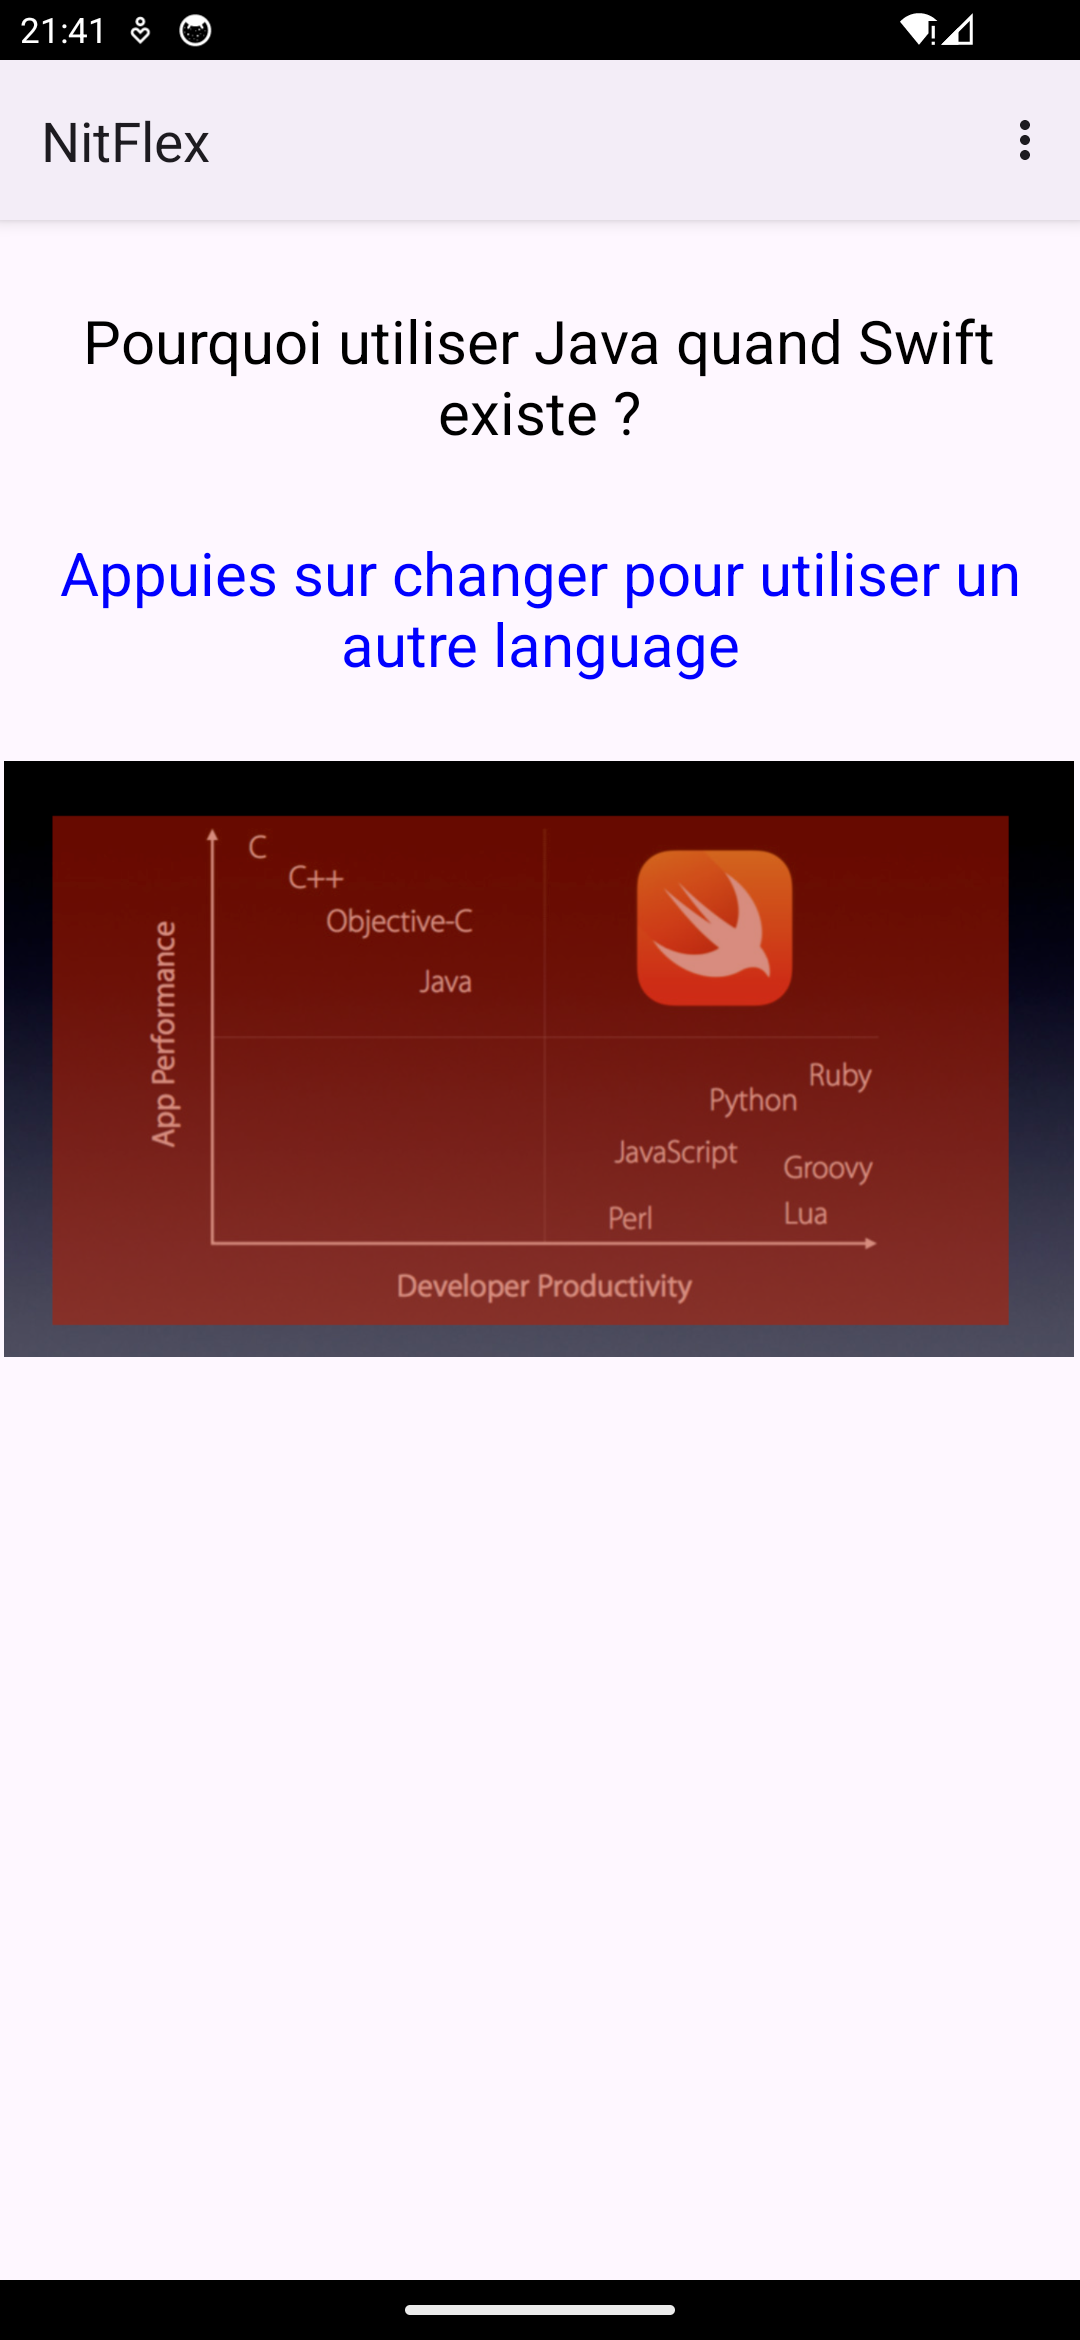 21:41
NitFlex
Pourquoi utiliser Java quand Swift
existe ?
Appuies sur changer pour utiliser un
autre language
C
C++
Objective-C
Java
App Performance
Ruby
Python
JavaScript
Groovy
Perl
Lua
Developer Productivity